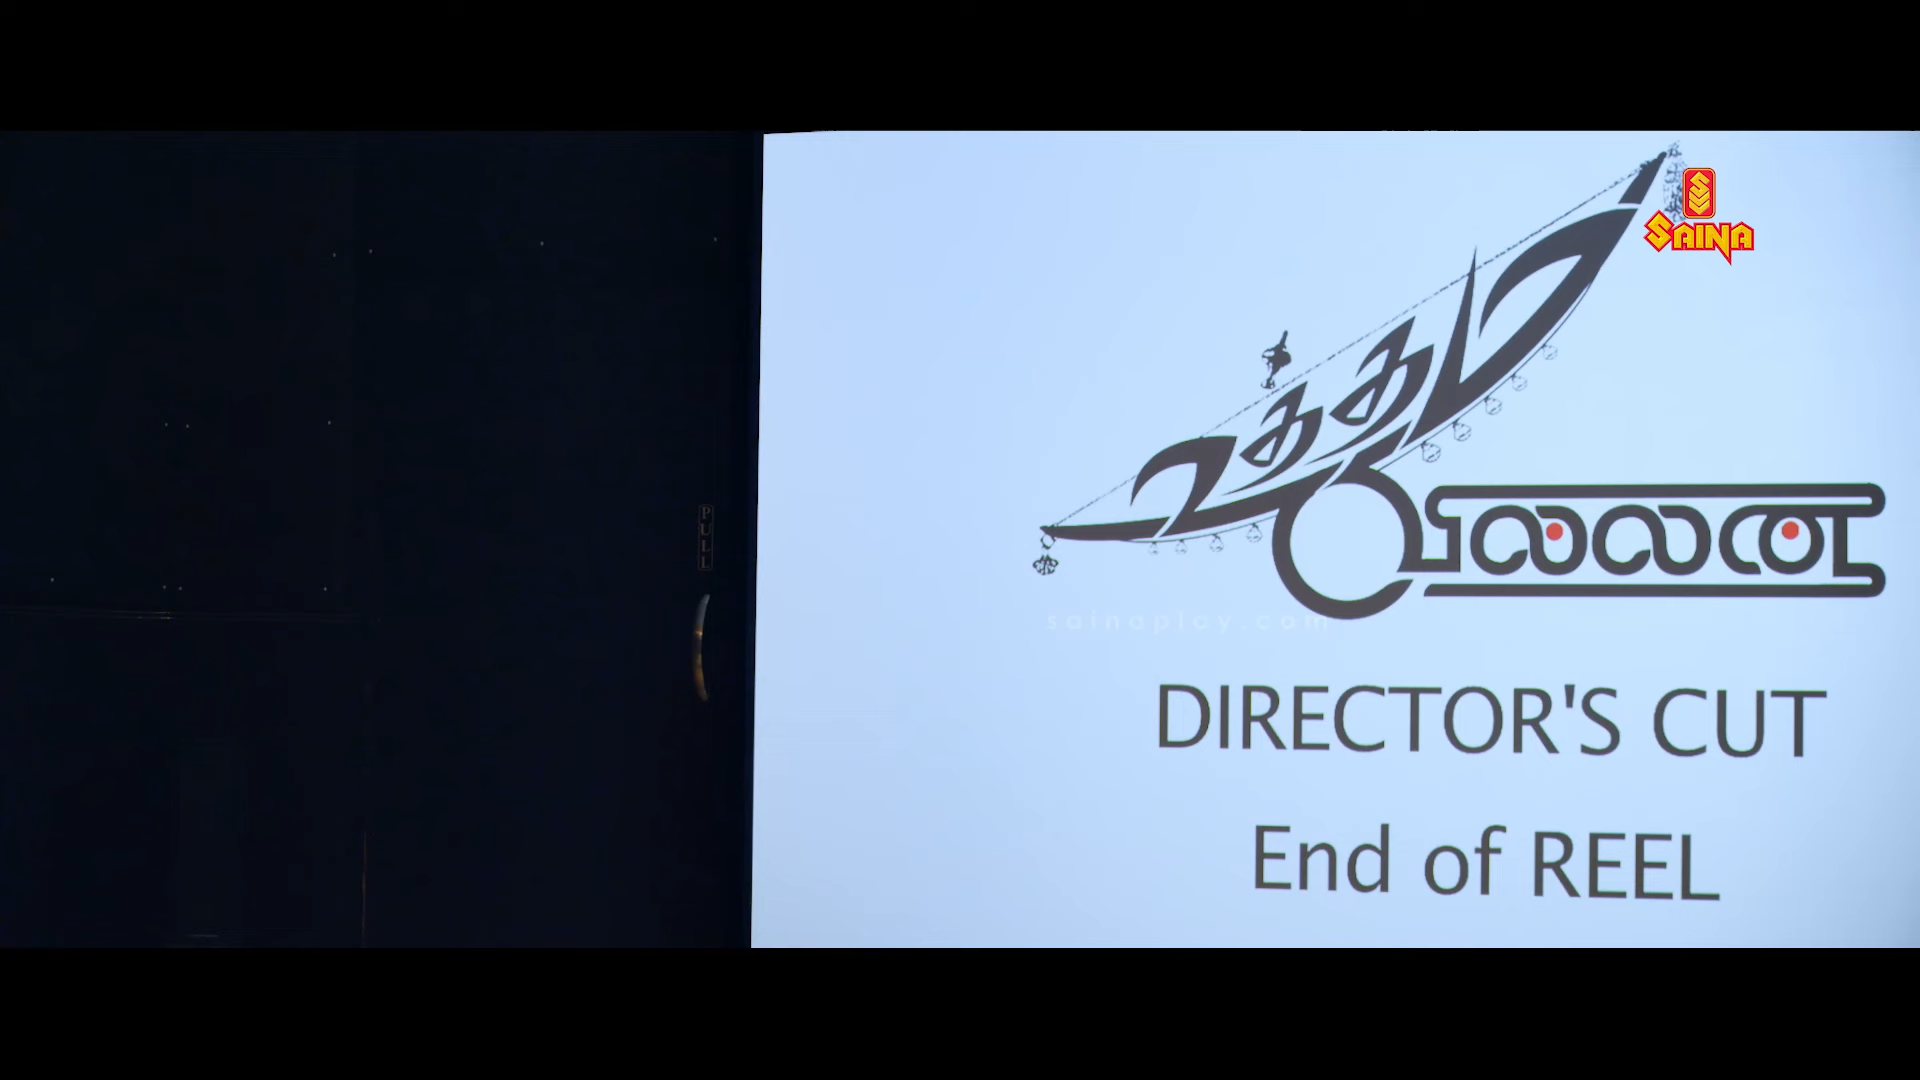 SAINA
உத்தம
வில்லன்
PULL
sainaplay.com
DIRECTOR'S CUT
End of REEL